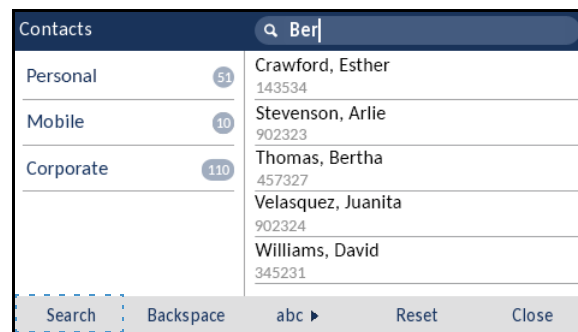 Contacts
Ber
Personal 51
Mobile 10
Corporate 110
Crawford, Esther
143534
Stevenson, Arlie
902323
Thomas, Bertha
457327
Velasquez, Juanita
902324
Williams, David
345231
Search Backspace abc Reset Close